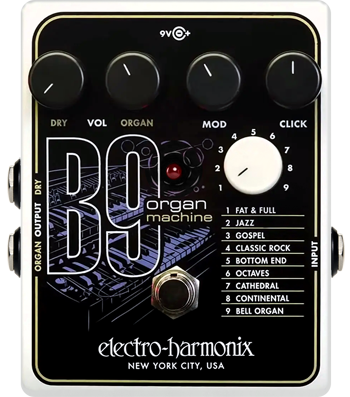 9V
DRY VOL ORGAN MOD CLICK
1 2 3 4 5 6 7 8 9
B9
organ
machine
ORGAN OUTPUT DRY
INPUT
1 FAT & FULL
2 JAZZ
3 GOSPEL
4 CLASSIC ROCK
5 BOTTOM END
6 OCTAVES
7 CATHEDRAL
8 CONTINENTAL
9 BELL ORGAN
electro-harmonix
NEW YORK CITY, USA